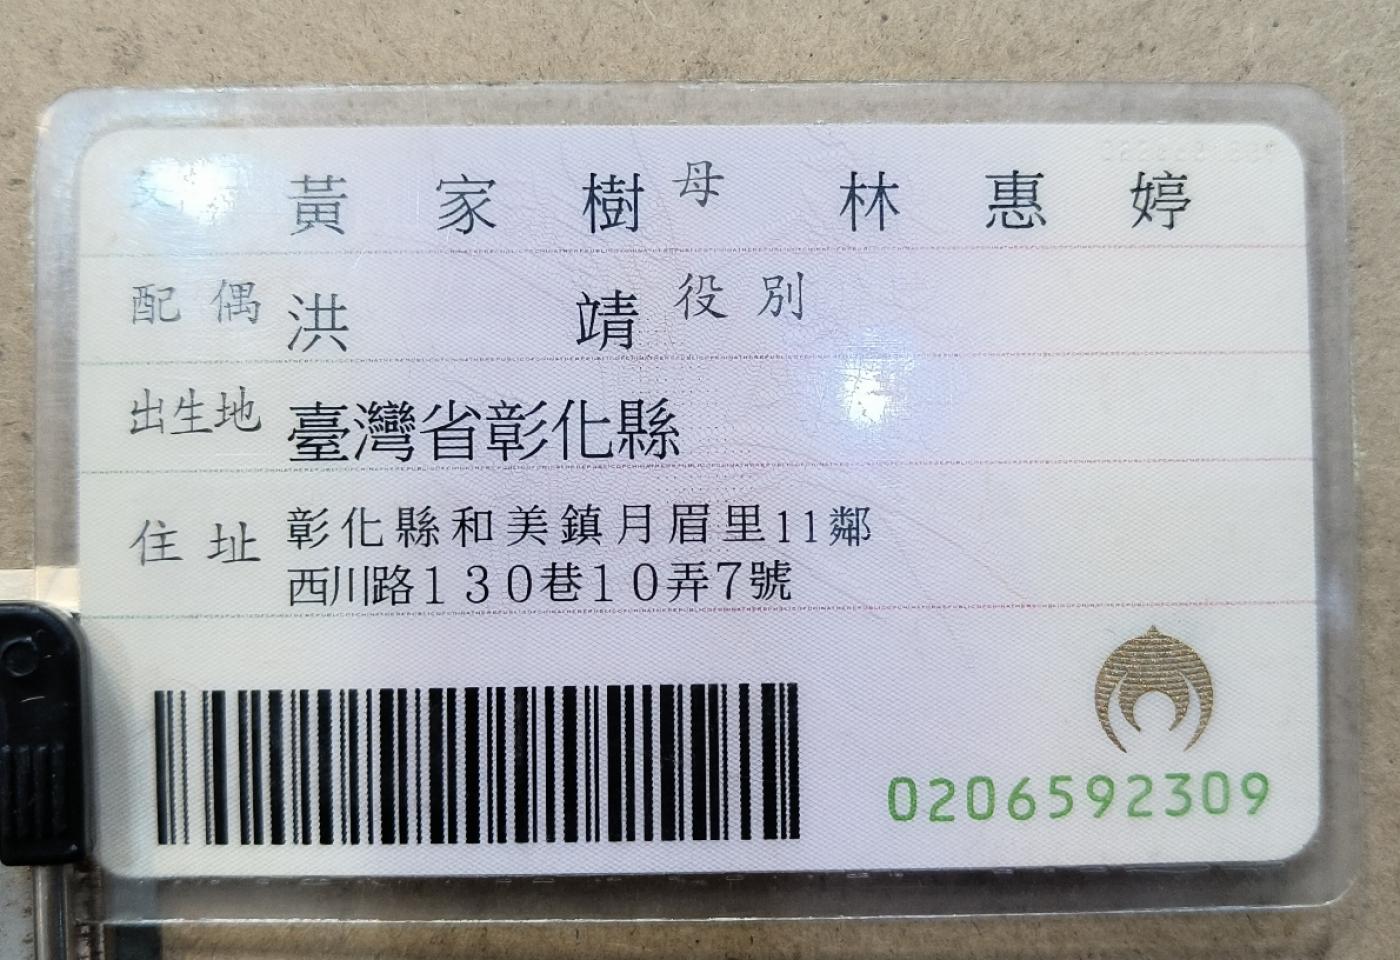 父 黃家樹 母 林惠婷
配偶 洪靖 役別
出生地 臺灣省彰化縣
住址 彰化縣和美鎮月眉里11鄰
西川路130巷10弄7號
0206592309